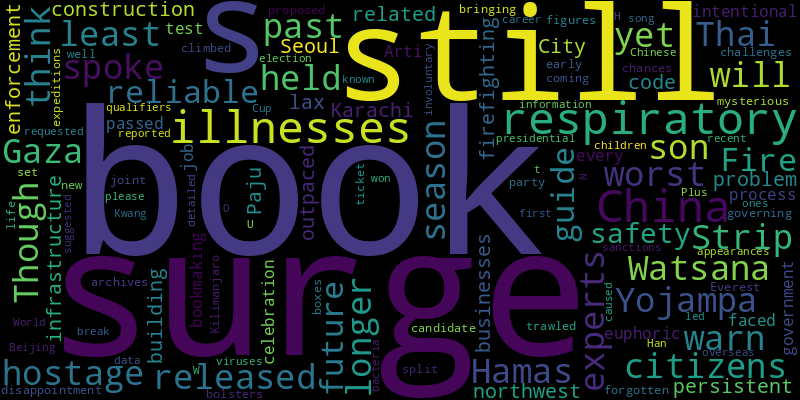 construction
enforcement
think
least
test
spoke
well
expeditions
reliable
climbed
s
past
proposed
Seoul
election
held
known
lax
Cup
related
career
figures
bringing
H
song
intentional
still
City
early
coming
yet
Chinese
Thai
challenges
chances
code
will
mysterious
Arti
involuntary
firefighting
qualifiers
passed
requested
reported
illnesses
Karachi
information
respiratory
presidential
recent
children
Gaza
set
new
Though
life
infrastructure
suggested
joint
please
Kwang
job
detailed
O
U
Paju
outpaced
ticket
won
book
season
t
party
first
guide
N
every
son
worst
Fire
problem
Plus
process
ones
governing
China
safety
Strip
sanctions
appearances
Watsana
Everest
World
Beijing
archives
break
building
data
bookmaking
Kilimanjaro
viruses
W
bolsters
celebration
surge
boxes
future
longer
bacteria
candidate
split
businesses
trawled
experts
caused
Yojampa
led
faced
euphoric
Han
warn
overseas
government
hostage
disappointment
released
Hamas
northwest
forgotten
citizens
persistent